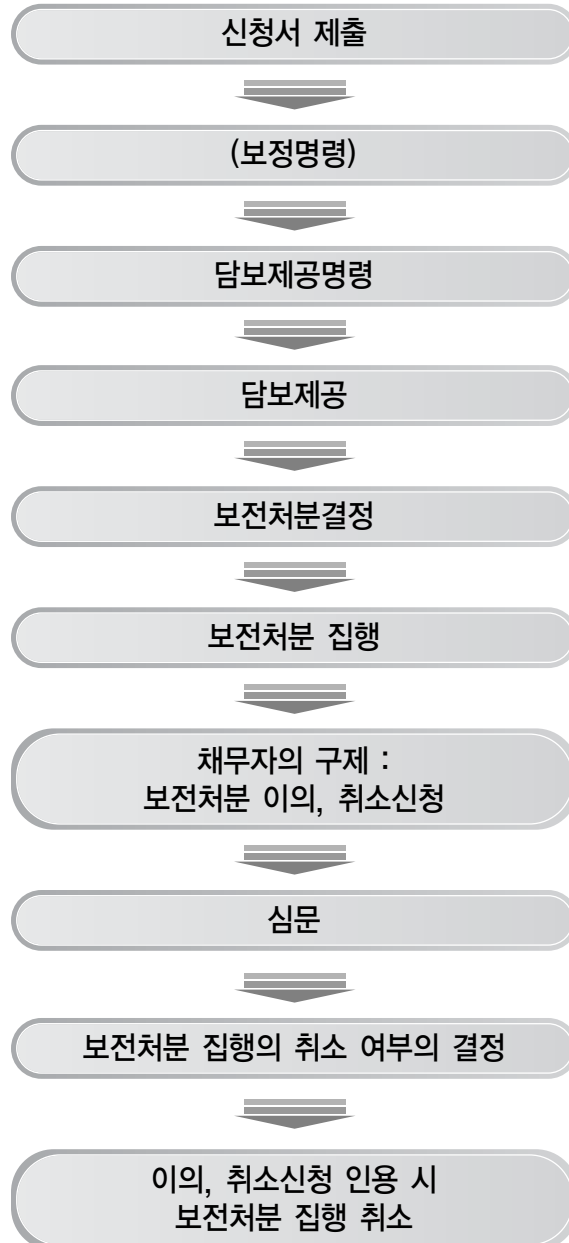 신청서 제출
(보정명령)
담보제공명령
담보제공
보전처분결정
보전처분 집행
채무자의 구제 :
보전처분 이의, 취소신청
심문
보전처분 집행의 취소 여부의 결정
이의, 취소신청 인용 시
보전처분 집행 취소